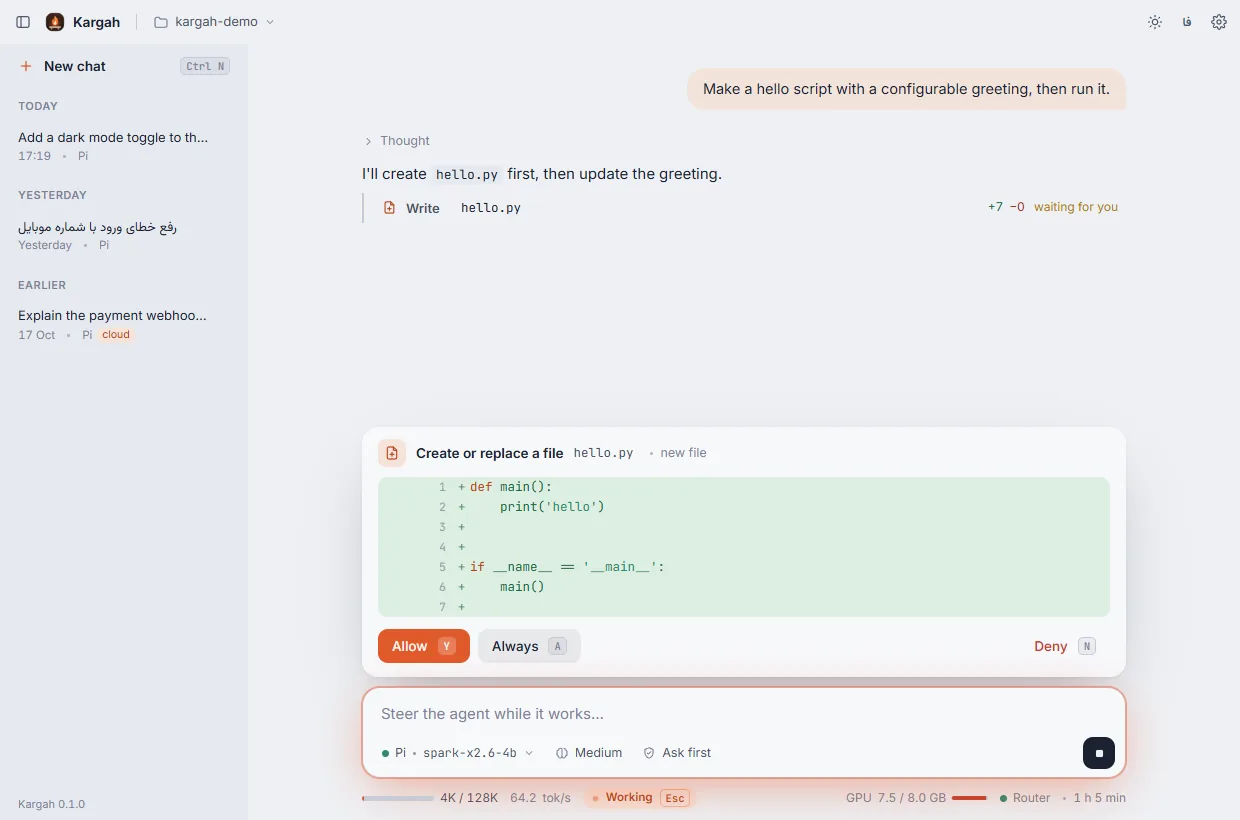 Kargah
kargah-demo
فا
New chat
Ctrl N
TODAY
Add a dark mode toggle to th...
17:19 • Pi
YESTERDAY
رفع خطای ورود با شماره موبایل
Yesterday • Pi
EARLIER
Explain the payment webhoo...
17 Oct • Pi cloud
Kargah 0.1.0
Make a hello script with a configurable greeting, then run it.
Thought
I'll create hello.py first, then update the greeting.
Write hello.py +7 −0 waiting for you
Create or replace a file hello.py • new file
1 + def main():
2 +     print('hello')
3 +
4 +
5 + if __name__ == '__main__':
6 +     main()
7 +
Allow Y Always A Deny N
Steer the agent while it works...
Pi • spark-x2.6-4b Medium Ask first
4K / 128K 64.2 tok/s Working Esc GPU 7.5 / 8.0 GB Router • 1 h 5 min